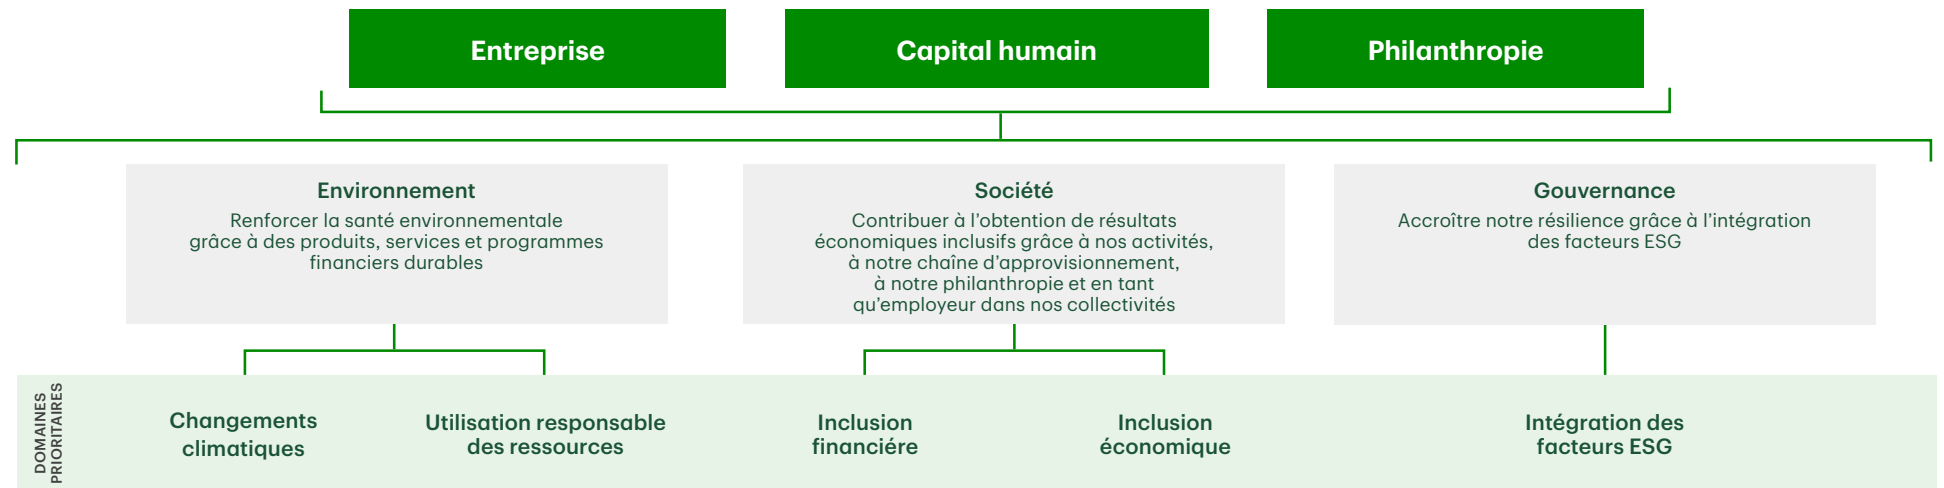 Entreprise
Capital humain
Philanthropie
Environnement
Renforcer la santé environnementale
grâce à des produits, services et programmes
financiers durables
Société
Contribuer à l’obtention de résultats
économiques inclusifs grâce à nos activités,
à notre chaîne d’approvisionnement,
à notre philanthropie et en tant
qu’employeur dans nos collectivités
Gouvernance
Accroître notre résilience grâce à l’intégration
des facteurs ESG
DOMAINES
PRIORITAIRES
Changements
climatiques
Utilisation responsable
des ressources
Inclusion
financiére
Inclusion
économique
Intégration des
facteurs ESG